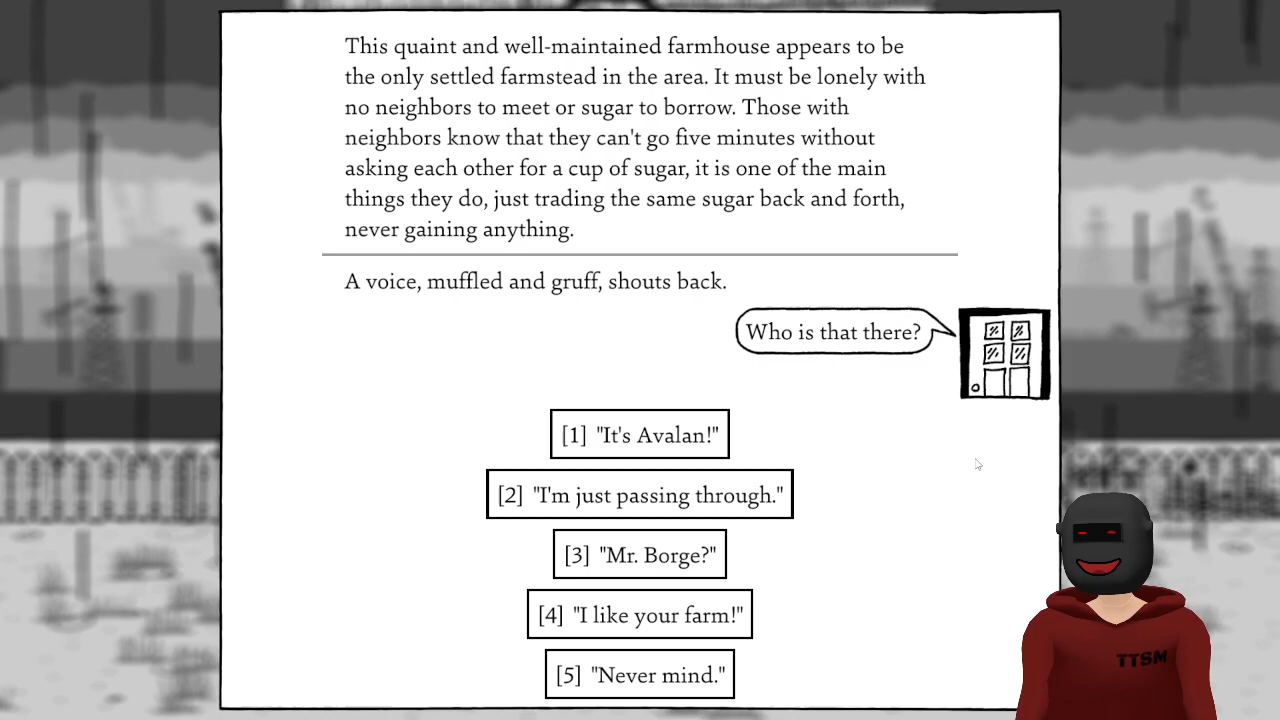 This quaint and well-maintained farmhouse appears to be
the only settled farmstead in the area. It must be lonely with
no neighbors to meet or sugar to borrow. Those with
neighbors know that they can't go five minutes without
asking each other for a cup of sugar, it is one of the main
things they do, just trading the same sugar back and forth,
never gaining anything.
A voice, muffled and gruff, shouts back.
Who is that there?
[1] "It's Avalan!"
[2] "I'm just passing through."
[3] "Mr. Borge?"
[4] "I like your farm!"
[5] "Never mind."
TTSM